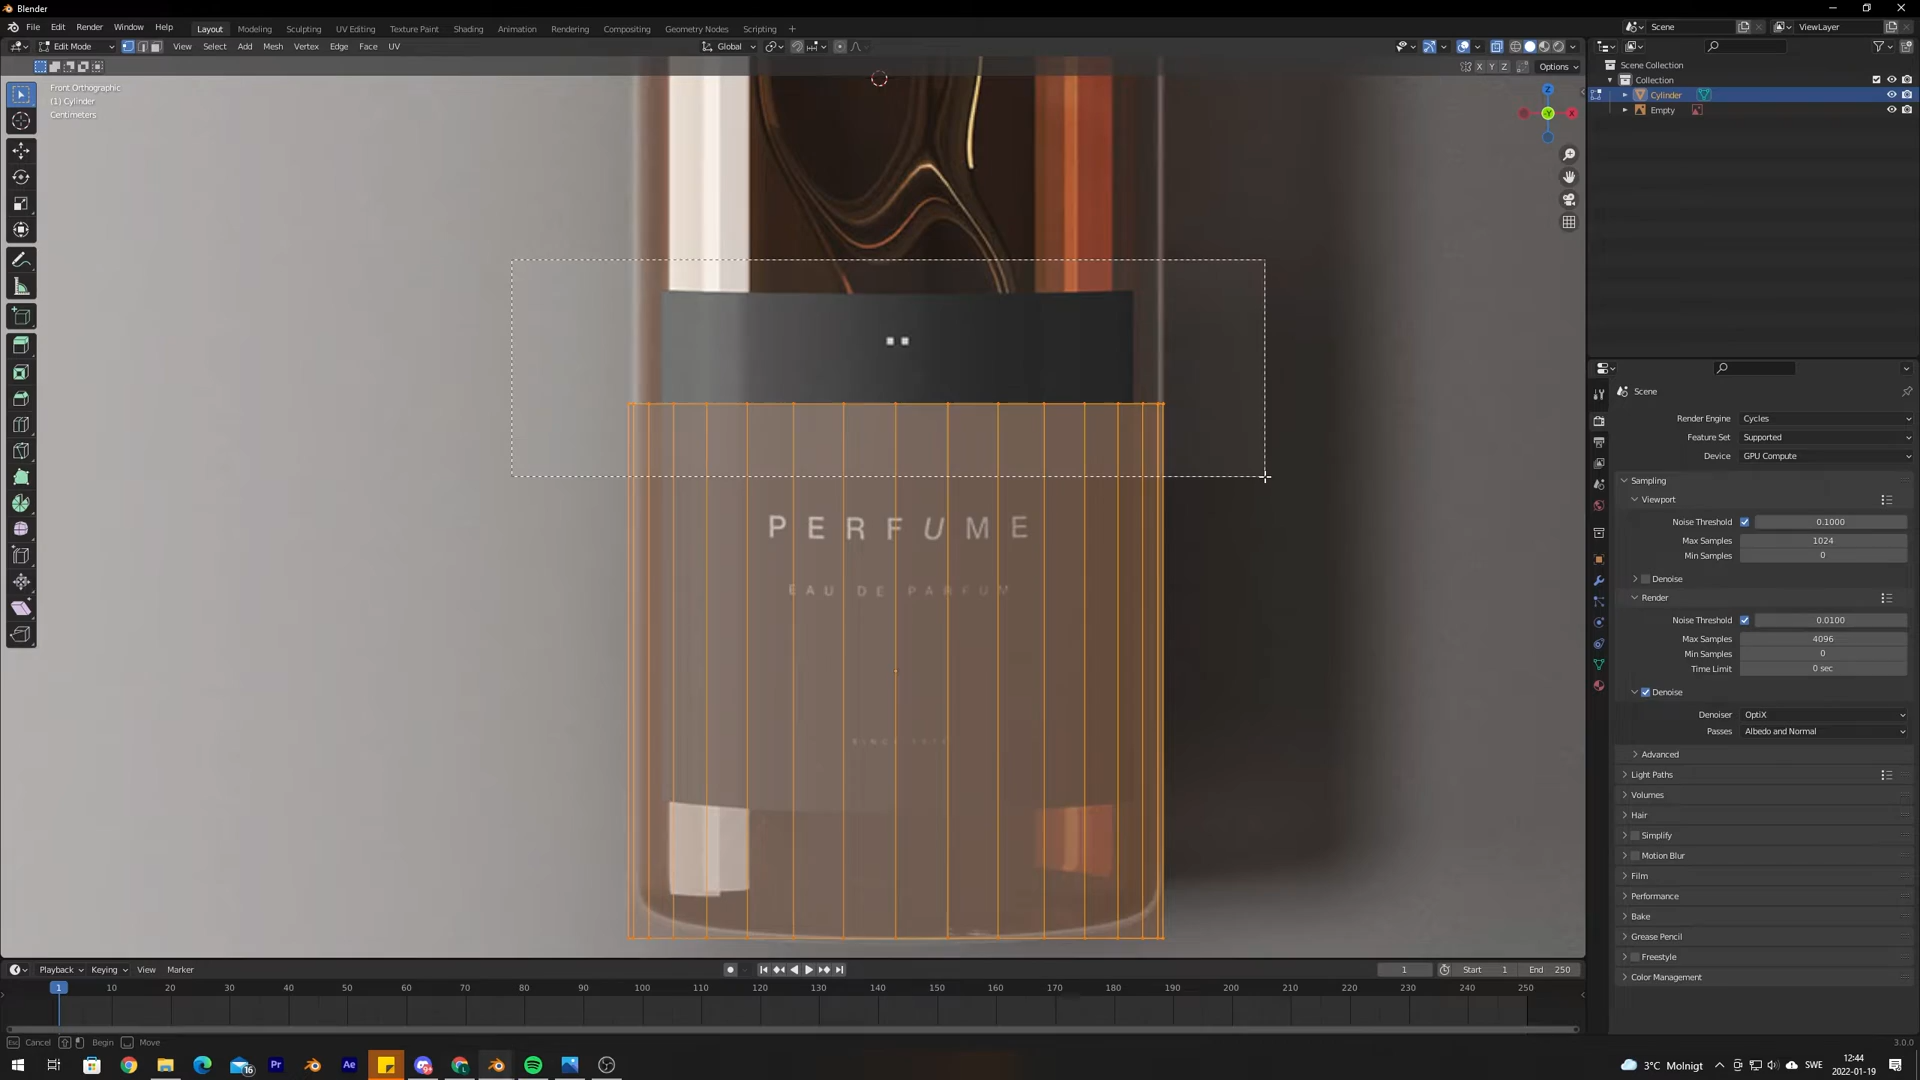 Blender
File Edit Render Window Help Layout Modeling Sculpting UV Editing Texture Paint Shading Animation Rendering Compositing Geometry Nodes Scripting + Scene ViewLayer
Edit Mode View Select Add Mesh Vertex Edge Face UV Global
X Y Z Options
Front Orthographic
(1) Cylinder
Centimeters
Z
-Y
X
Scene Collection
Collection
Cylinder
Empty
PERFUME
EAU DE PARFUM
Scene
Render Engine Cycles
Feature Set Supported
Device GPU Compute
Sampling
Viewport
Noise Threshold 0.1000
Max Samples 1024
Min Samples 0
Denoise
Render
Noise Threshold 0.0100
Max Samples 4096
Min Samples 0
Time Limit 0 sec
Denoise
Denoiser OptiX
Passes Albedo and Normal
Advanced
Light Paths
Volumes
Hair
Simplify
Motion Blur
Film
Performance
Bake
Grease Pencil
Freestyle
Color Management
Playback Keying View Marker 1 Start 1 End 250
1 10 20 30 40 50 60 70 80 90 100 110 120 130 140 150 160 170 180 190 200 210 220 230 240 250
Cancel Begin Move 3.0.0
16 Pr Ae 3°C Molnigt SWE 12:44
2022-01-19